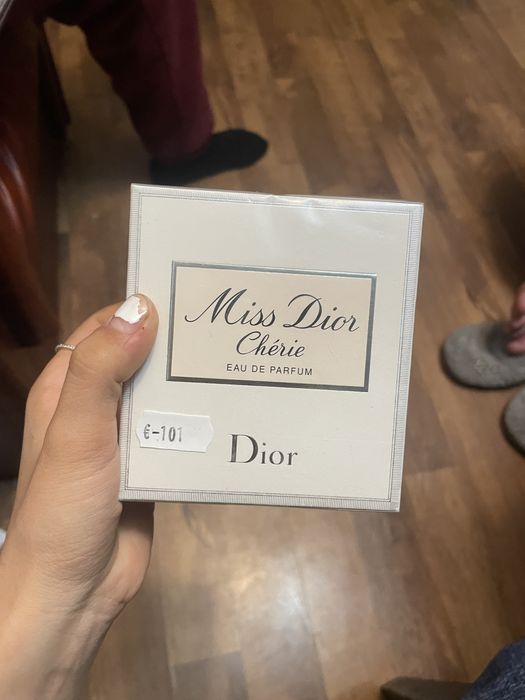 Miss Dior
Chérie
EAU DE PARFUM
€-101
Dior